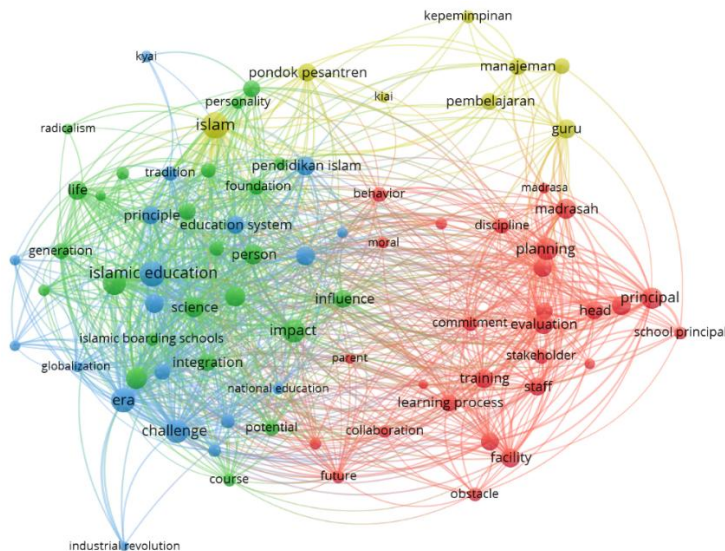 kepemimpinan
kyai
manajeman
pondok pesantren
personality
kiai
pembelajaran
islam
guru
radicalism
tradition
pendidikan islam
life
foundation
behavior
madrasa
madrasah
principle
education system
discipline
generation
person
moral
planning
islamic education
science
influence
principal
impact
commitment
evaluation
head
school principal
islamic boarding schools
stakeholder
globalization
integration
parent
training
staff
national education
era
learning process
challenge
potential
collaboration
facility
course
future
obstacle
industrial revolution